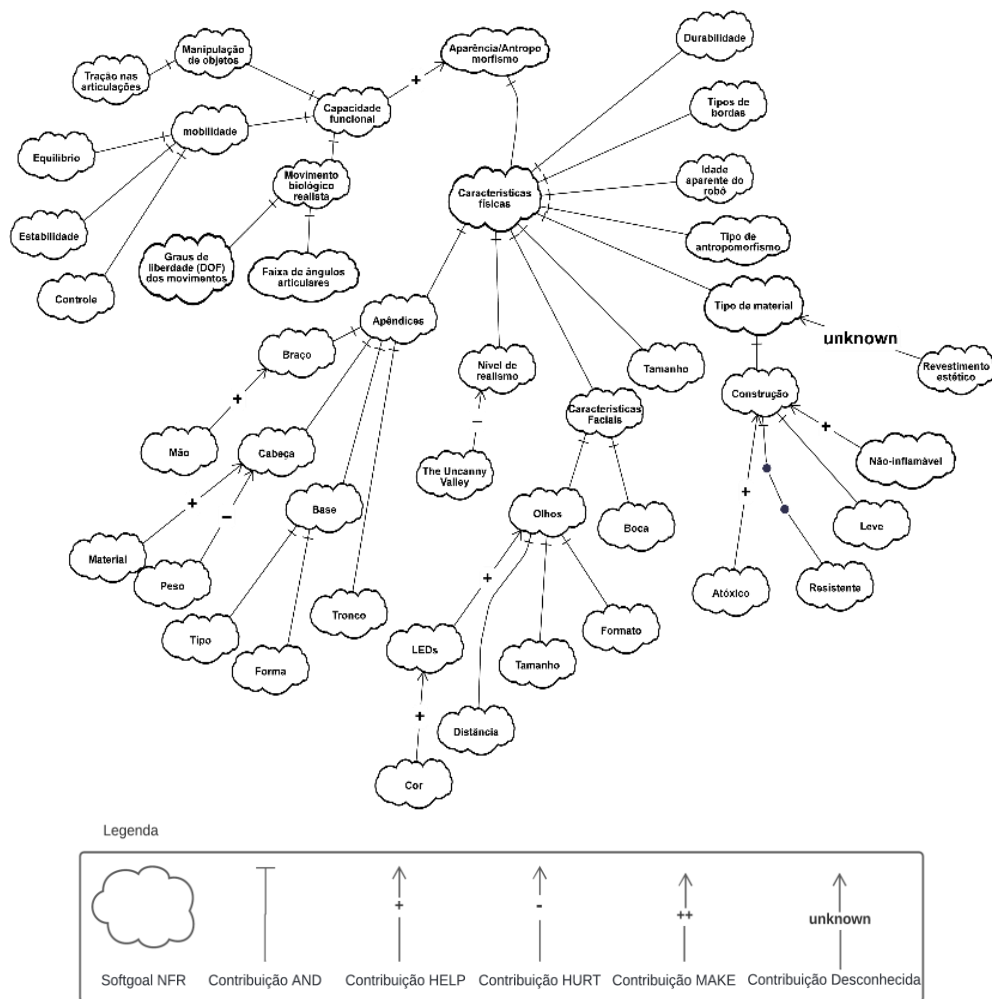 Manipulação
de objetos
Aparência/Antropo
morfismo
Durabilidade
Tração nas
articulações
+
Capacidade
funcional
Tipos de
bordas
mobilidade
Equilíbrio
Movimento
biológico
realista
Características
físicas
Idade
aparente do
robô
Estabilidade
Graus de
liberdade (DOF)
dos movimentos
Faixa de ângulos
articulares
Tipo de
antropomorfismo
Controle
Apêndices
Tipo de material
unknown
Braço
Nível de
realismo
Tamanho
Revestimento
estético
Construção
+
Características
Faciais
+
–
Mão
Cabeça
The Uncanny
Valley
Não-inflamável
+
–
Base
Olhos
Boca
+
Leve
Material
Peso
+
Atóxico
Resistente
Tipo
Tronco
LEDs
Formato
Forma
Tamanho
+
Distância
Cor
Legenda
+
-
++
unknown
Softgoal NFR
Contribuição AND
Contribuição HELP
Contribuição HURT
Contribuição MAKE
Contribuição Desconhecida